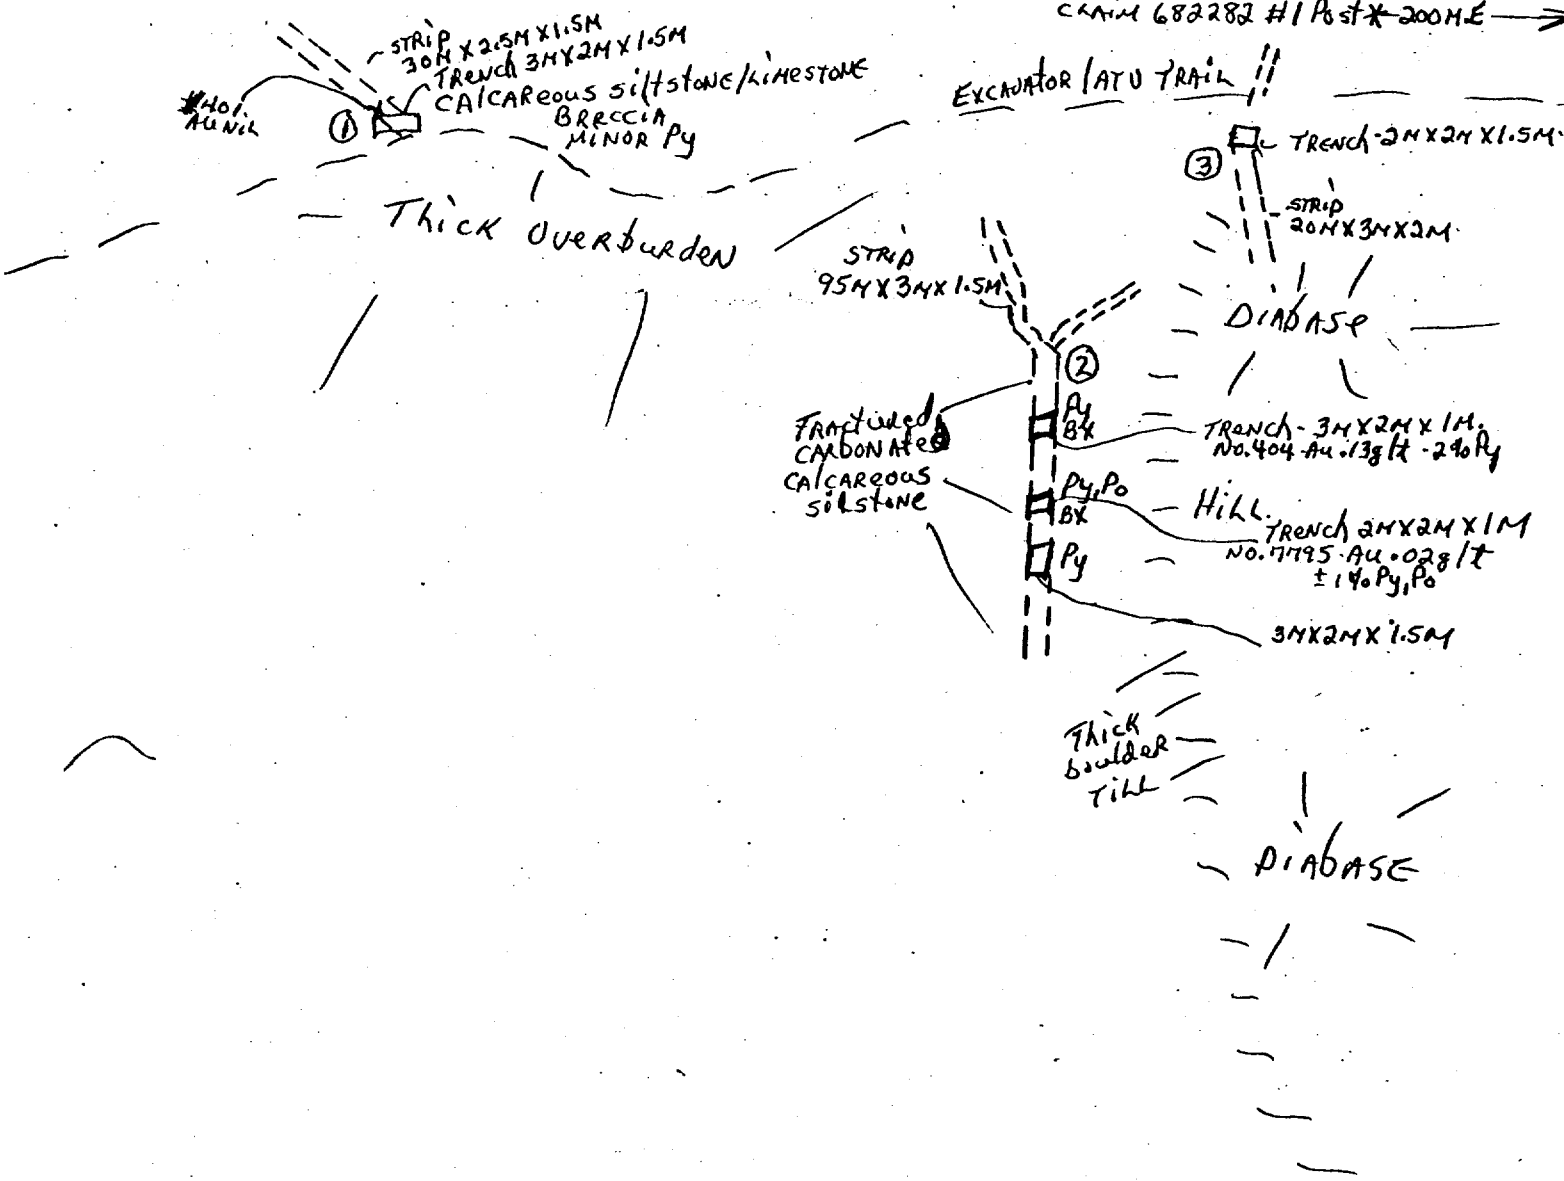 CLAIM 682282 #1 Post * 200M.E
STRIP
30M X 2.5M X 1.5M
TRENCH 3M X 2M X 1.5M
CALCAREOUS SILTSTONE/LIMESTONE
BRECCIA
MINOR Py
#401
AU NIL
1
EXCAVATOR/ATV TRAIL
TRENCH-2M X 2M X 1.5M.
3
STRIP
20M X 3M X 2M.
Thick Overburden
STRIP
95M X 3M X 1.5M
DIABASE
2
FRACTURED
CARBONATED
CALCAREOUS
SILSTONE
Py
BX
TRENCH- 3M X 2M X 1M.
No.404-Au .13g/t -2% Py
Py, Po
BX
HILL.
TRENCH 2M X 2M X 1M
NO.7795-Au .02g/t
± 1% Py, Po
Py
3M X 2M X 1.5M
Thick
boulder
TILL
DIABASE